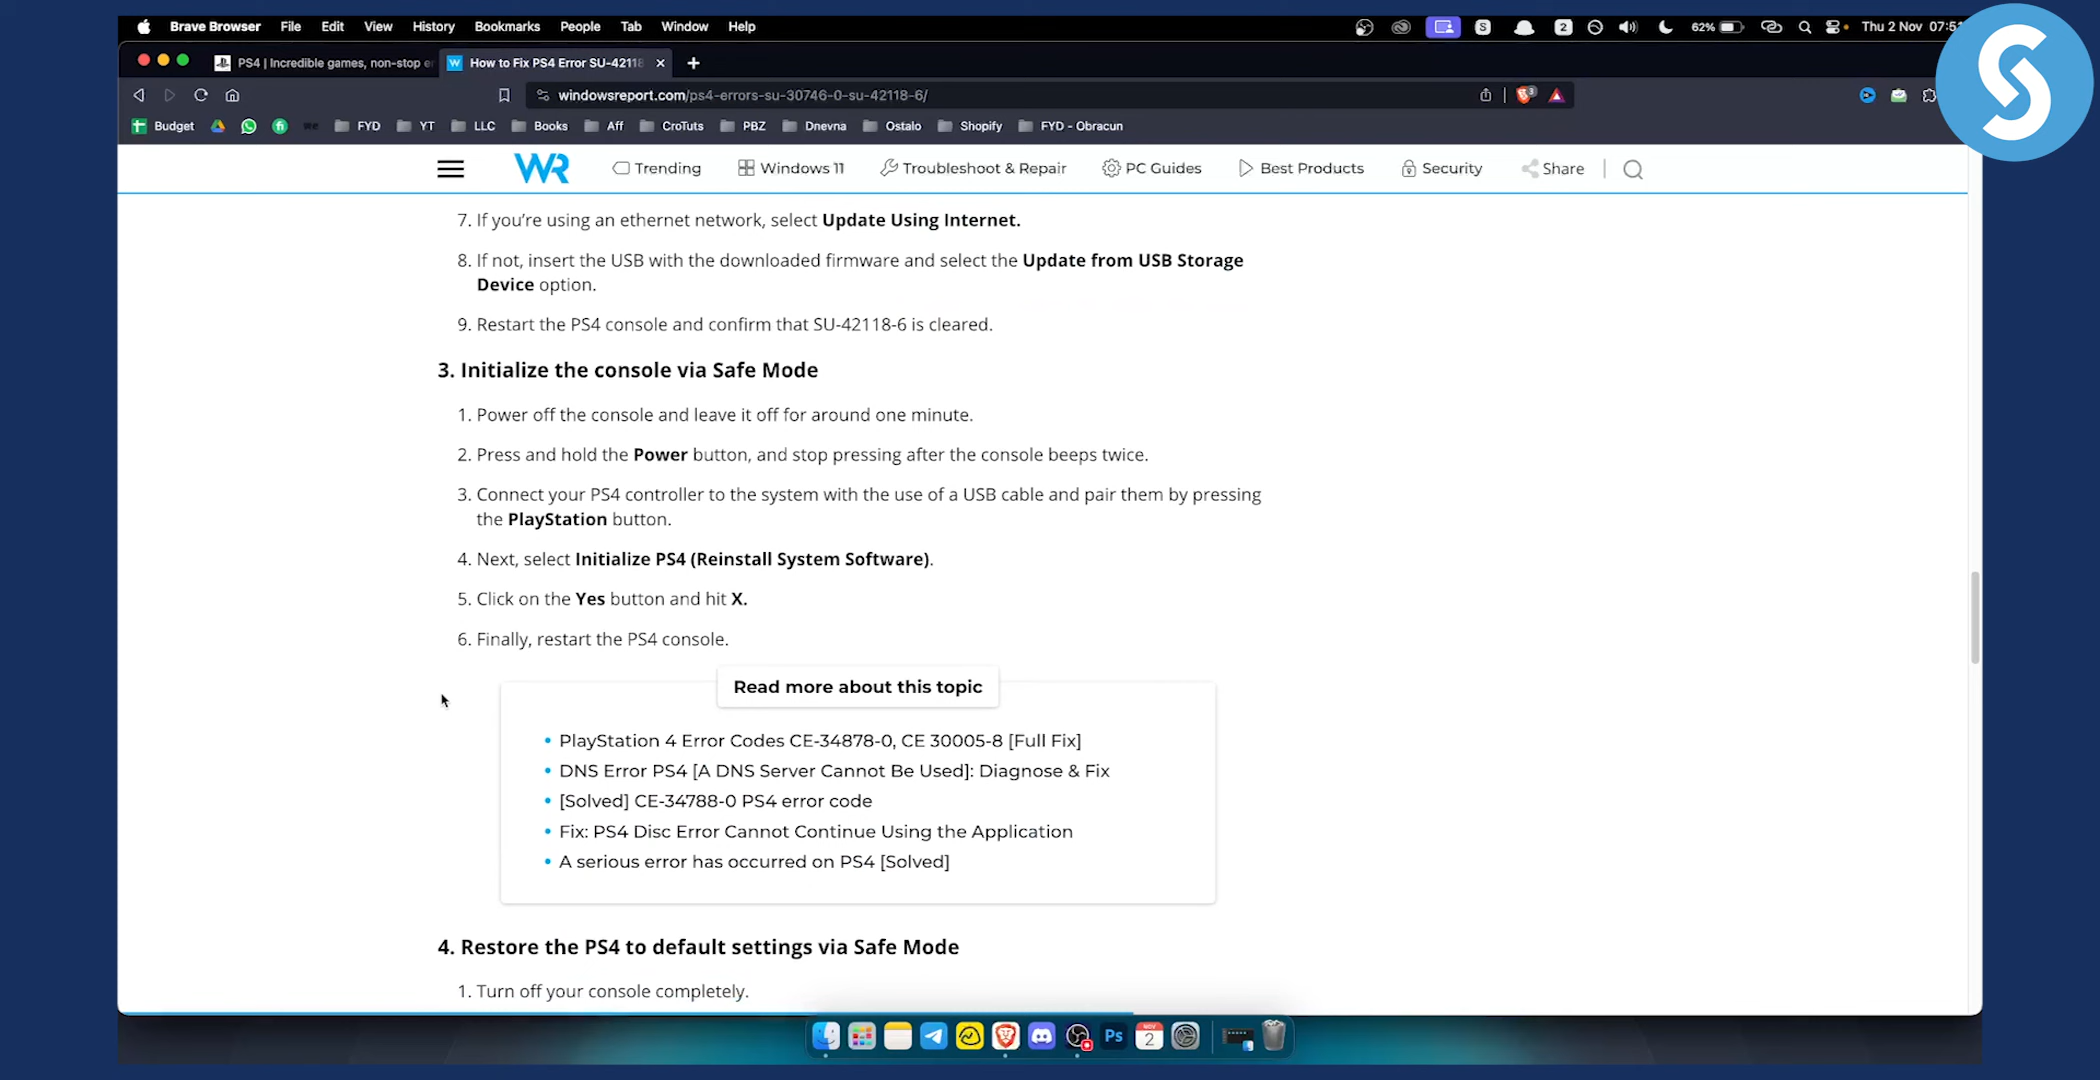 Brave Browser File Edit View History Bookmarks People Tab Window Help S 2 62% Thu 2 Nov 07:51
PS4 | Incredible games, non-stop e
How to Fix PS4 Error SU-42118
windowsreport.com/ps4-errors-su-30746-0-su-42118-6/
3
Budget we FYD YT LLC Books Aff CroTuts PBZ Dnevna Ostalo Shopify FYD - Obracun
WR Trending Windows 11 Troubleshoot & Repair PC Guides Best Products Security Share
7. If you’re using an ethernet network, select Update Using Internet.
8. If not, insert the USB with the downloaded firmware and select the Update from USB Storage
Device option.
9. Restart the PS4 console and confirm that SU-42118-6 is cleared.
3. Initialize the console via Safe Mode
1. Power off the console and leave it off for around one minute.
2. Press and hold the Power button, and stop pressing after the console beeps twice.
3. Connect your PS4 controller to the system with the use of a USB cable and pair them by pressing
the PlayStation button.
4. Next, select Initialize PS4 (Reinstall System Software).
5. Click on the Yes button and hit X.
6. Finally, restart the PS4 console.
Read more about this topic
• PlayStation 4 Error Codes CE-34878-0, CE 30005-8 [Full Fix]
• DNS Error PS4 [A DNS Server Cannot Be Used]: Diagnose & Fix
• [Solved] CE-34788-0 PS4 error code
• Fix: PS4 Disc Error Cannot Continue Using the Application
• A serious error has occurred on PS4 [Solved]
4. Restore the PS4 to default settings via Safe Mode
1. Turn off your console completely.
Ps NOV 2